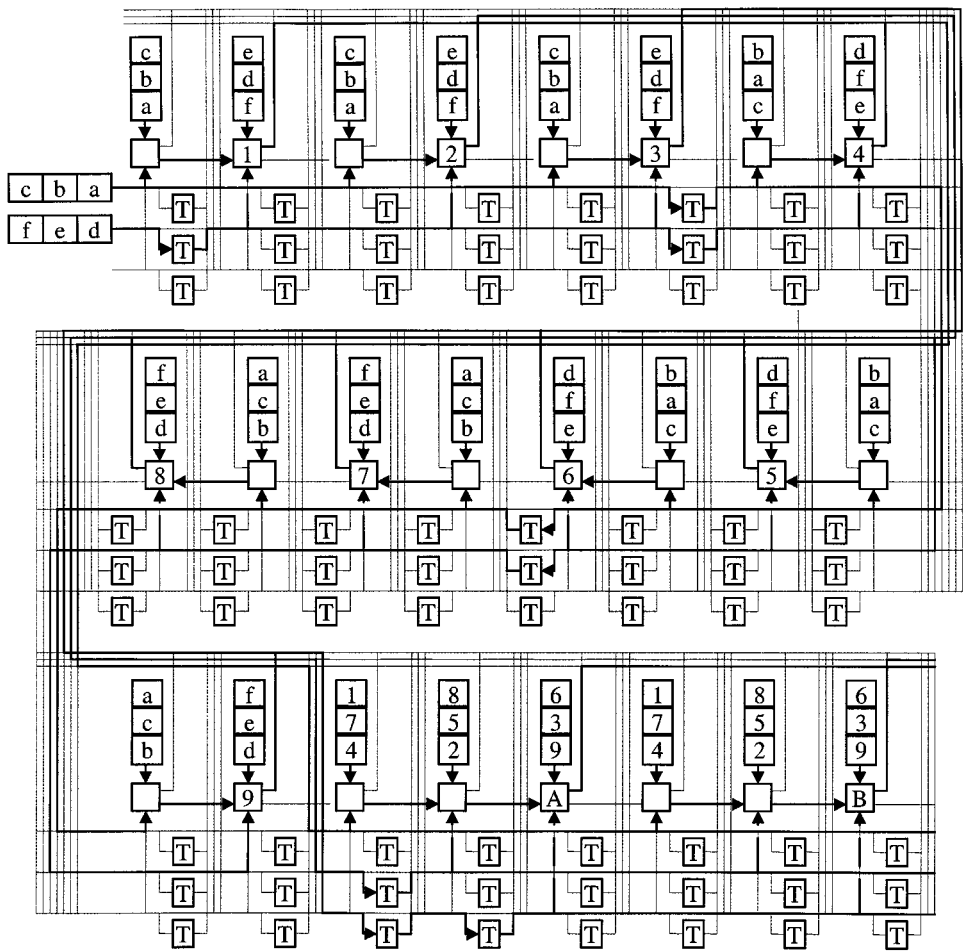 c e c e c e b d
b d b d b d a f
a f a f a f c e
1 2 3 4
c b a
T T T T T T T T
f e d
T T T T T T T T
T T T T T T T T
f a f a d b d b
e c e c f a f a
d b d b e c e c
8 7 6 5
T T T T T T T T
T T T T T T T T
T T T T T T T T
a f 1 8 6 1 8 6
c e 7 5 3 7 5 3
b d 4 2 9 4 2 9
9 A B
T T T T T T T T
T T T T T T T T
T T T T T T T T